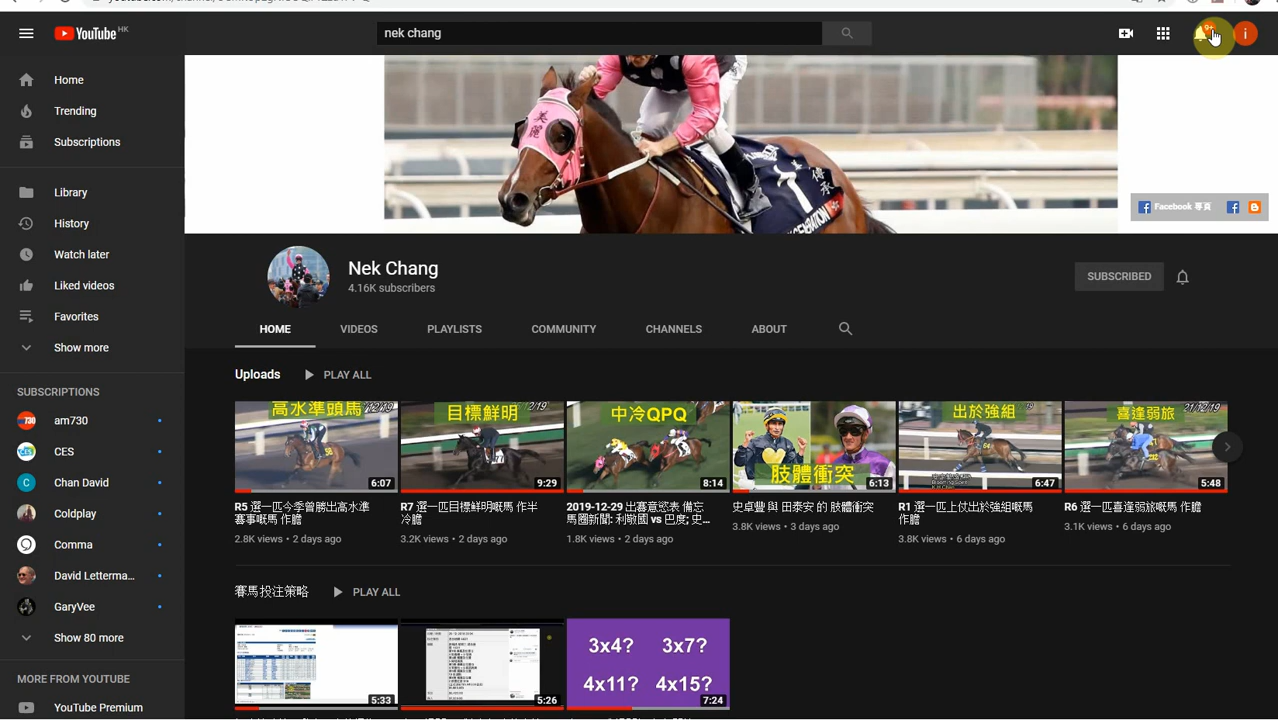 YouTube HK
nek chang
9+
i
Home
Trending
Subscriptions
Library
History
Watch later
Liked videos
Favorites
Show more
SUBSCRIPTIONS
am730
CES
Chan David
Coldplay
Comma
David Letterma...
GaryVee
Show 80 more
MORE FROM YOUTUBE
YouTube Premium
美麗
傳承
1
Facebook 專頁
Nek Chang
4.16K subscribers
SUBSCRIBED
HOME
VIDEOS
PLAYLISTS
COMMUNITY
CHANNELS
ABOUT
Uploads
PLAY ALL
高水準頭馬
6:07
R5 選一匹今季曾勝出高水準
賽事嘅馬 作膽
2.8K views • 2 days ago
目標鮮明
9:29
R7 選一匹目標鮮明嘅馬 作半
冷膽
3.2K views • 2 days ago
中冷QPQ
8:14
2019-12-29 出賽意慾表 備忘
馬圈新聞: 利敬國 vs 巴度; 史...
1.8K views • 2 days ago
肢體衝突
6:13
史卓豐 與 田泰安 的 肢體衝突
3.8K views • 3 days ago
出於強組
6:47
R1 選一匹上仗出於強組嘅馬
作膽
3.8K views • 6 days ago
21/12/19
喜達弱旅
5:48
R6 選一匹喜逢弱旅嘅馬 作膽
3.1K views • 6 days ago
賽馬投注策略
PLAY ALL
5:33
5:26
3x4? 3x7?
4x11? 4x15?
7:24